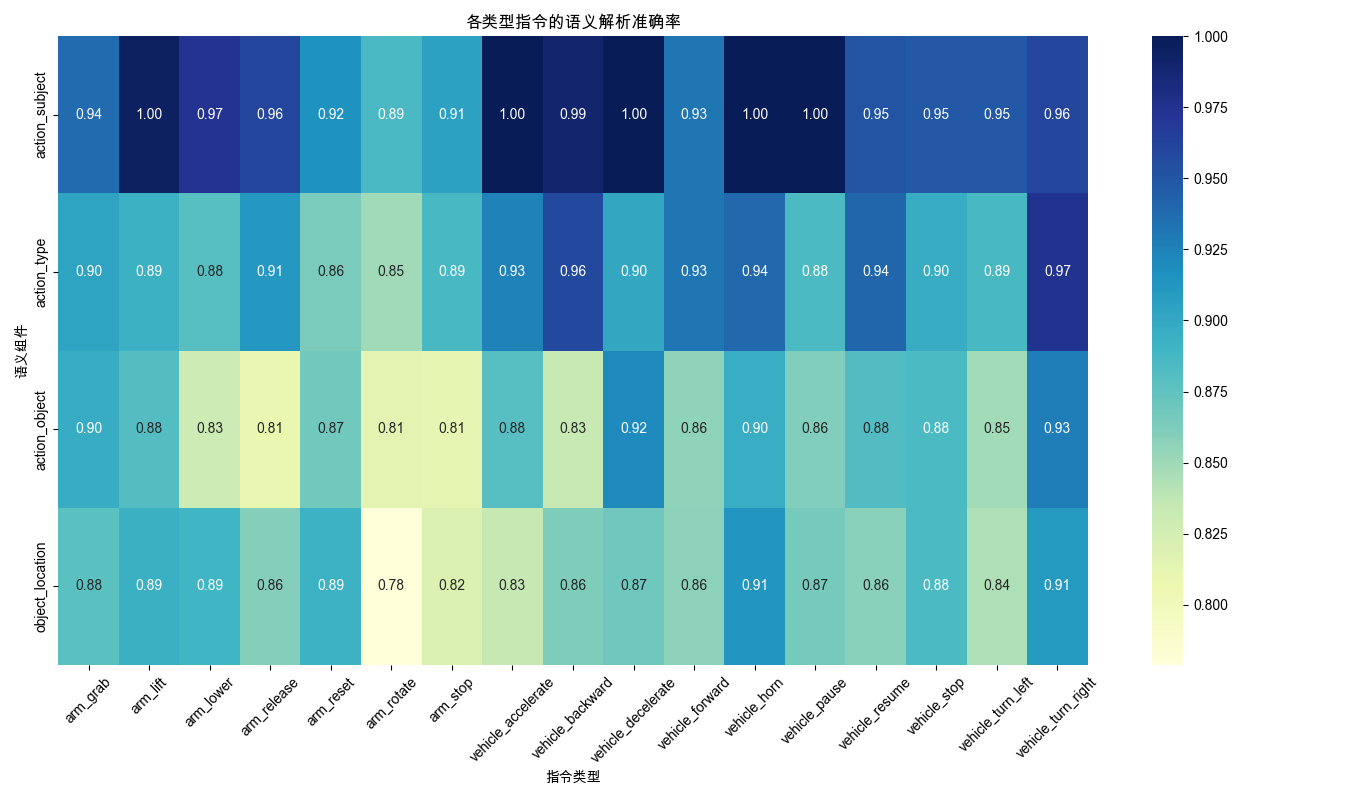 各类型指令的语义解析准确率
语义组件
action_subject
0.94 1.00 0.97 0.96 0.92 0.89 0.91 1.00 0.99 1.00 0.93 1.00 1.00 0.95 0.95 0.95 0.96
action_type
0.90 0.89 0.88 0.91 0.86 0.85 0.89 0.93 0.96 0.90 0.93 0.94 0.88 0.94 0.90 0.89 0.97
action_object
0.90 0.88 0.83 0.81 0.87 0.81 0.81 0.88 0.83 0.92 0.86 0.90 0.86 0.88 0.88 0.85 0.93
object_location
0.88 0.89 0.89 0.86 0.89 0.78 0.82 0.83 0.86 0.87 0.86 0.91 0.87 0.86 0.88 0.84 0.91
arm_grab
arm_lift
arm_lower
arm_release
arm_reset
arm_rotate
arm_stop
vehicle_accelerate
vehicle_backward
vehicle_decelerate
vehicle_forward
vehicle_horn
vehicle_pause
vehicle_resume
vehicle_stop
vehicle_turn_left
vehicle_turn_right
指令类型
1.000
0.975
0.950
0.925
0.900
0.875
0.850
0.825
0.800